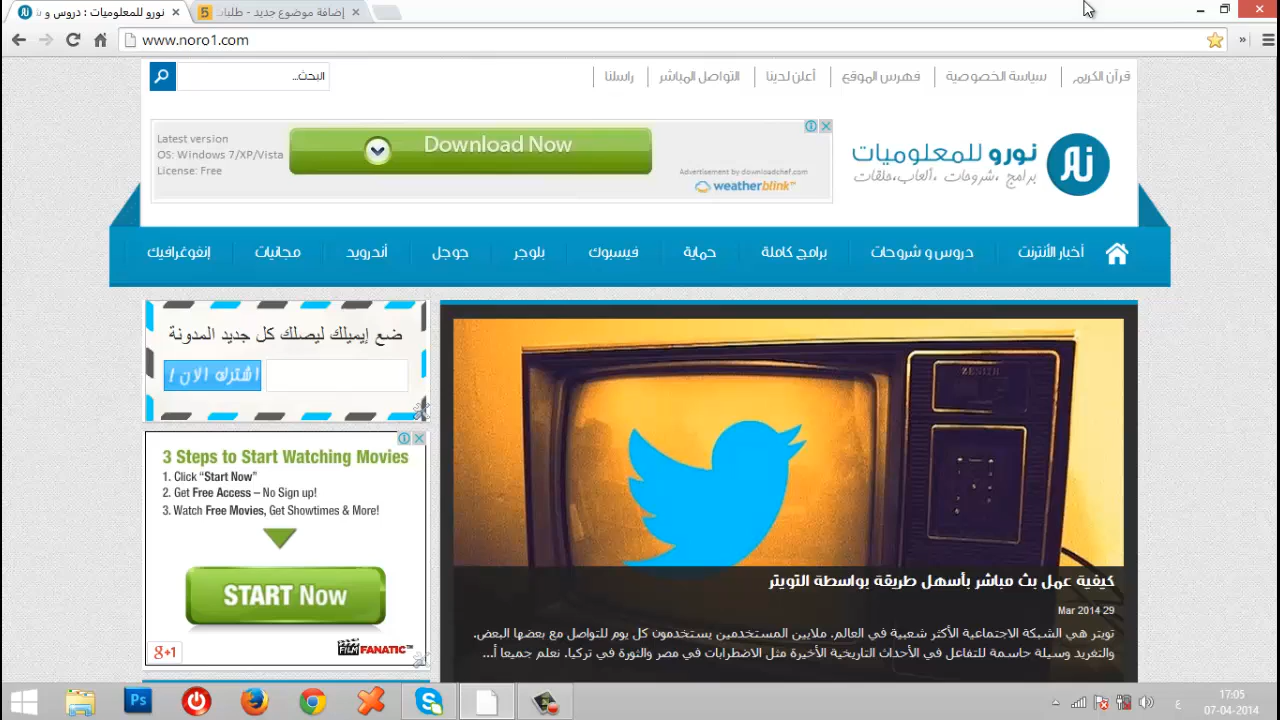 نورو للمعلوميات : دروس و ش
إضافة موضوع جديد - طلبات
www.noro1.com
قرآن الكريم
سياسة الخصوصية
فهرس الموقع
أعلن لدينا
التواصل المباشر
راسلنا
البحث...
Latest version
OS: Windows 7/XP/Vista
License: Free
Download Now
Advertisement by downloadchef.com
weatherblink™
نورو للمعلوميات
برامج ,شروحات ,ألعاب,حلقات
أخبار الأنترنت
دروس و شروحات
برامج كاملة
حماية
فيسبوك
بلوجر
جوجل
أندرويد
مجانيات
إنفوغرافيك
ضع إيميلك ليصلك كل جديد المدونة
اشترك الان !
3 Steps to Start Watching Movies
1. Click “Start Now”
2. Get Free Access – No Sign up!
3. Watch Free Movies, Get Showtimes & More!
START Now
g+1
FILMFANATIC™
ZENITH
كيفية عمل بث مباشر بأسهل طريقة بواسطة التويتر
Mar 2014 29
تويتر هي الشبكة الاجتماعية الأكثر شعبية في العالم. ملايين المستخدمين يستخدمون كل يوم للتواصل مع بعضها البعض.
والتغريد وسيلة حاسمة للتفاعل في الأحداث التاريخية الأخيرة مثل الاضطرابات في مصر والثورة في تركيا. نعلم جميعا أ...
Ps
ع
17:05
07-04-2014